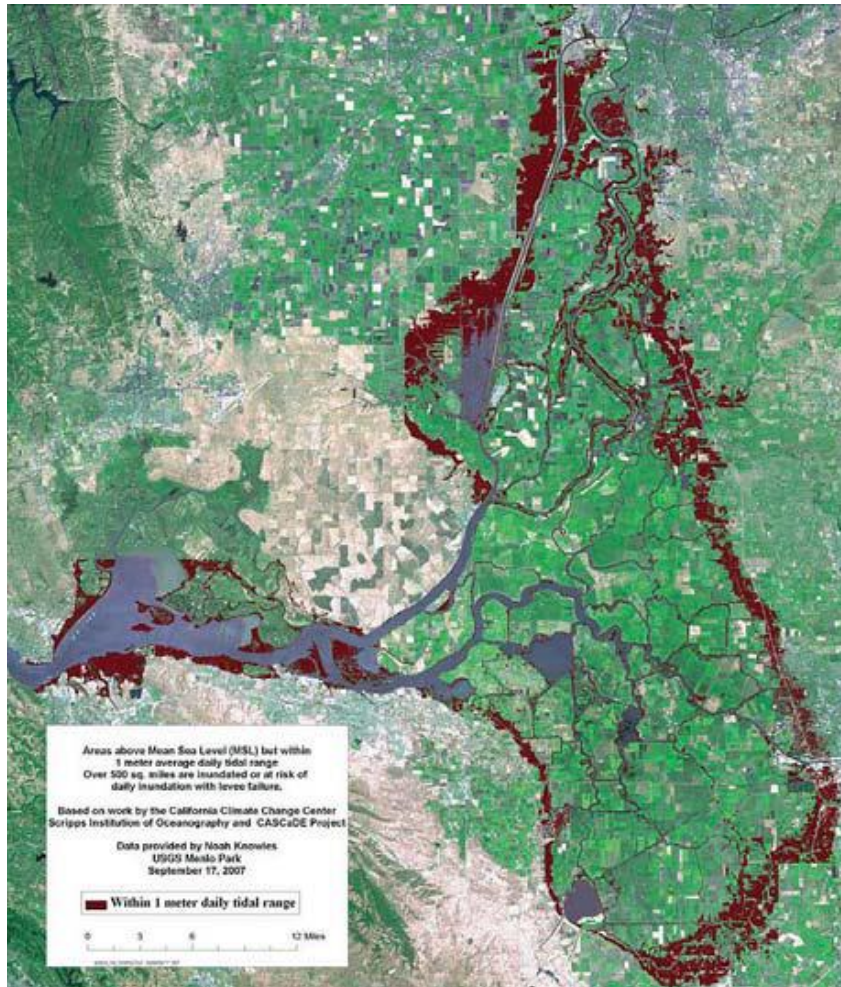 Areas above Mean Sea Level (MSL) but within
1 meter average daily tidal range
Over 500 sq. miles are inundated or at risk of
daily inundation with levee failure.
Based on work by the California Climate Change Center
Scripps Institution of Oceanography and CASCaDE Project
Data provided by Noah Knowles
USGS Menlo Park
September 17, 2007
Within 1 meter daily tidal range
0 3 6 12 Miles